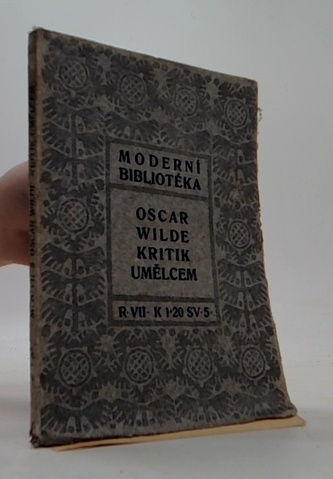 MODERNÍ
BIBLIOTÉKA
OSCAR
WILDE
KRITIK
UMĚLCEM
R·VII· K 1·20 SV·5·